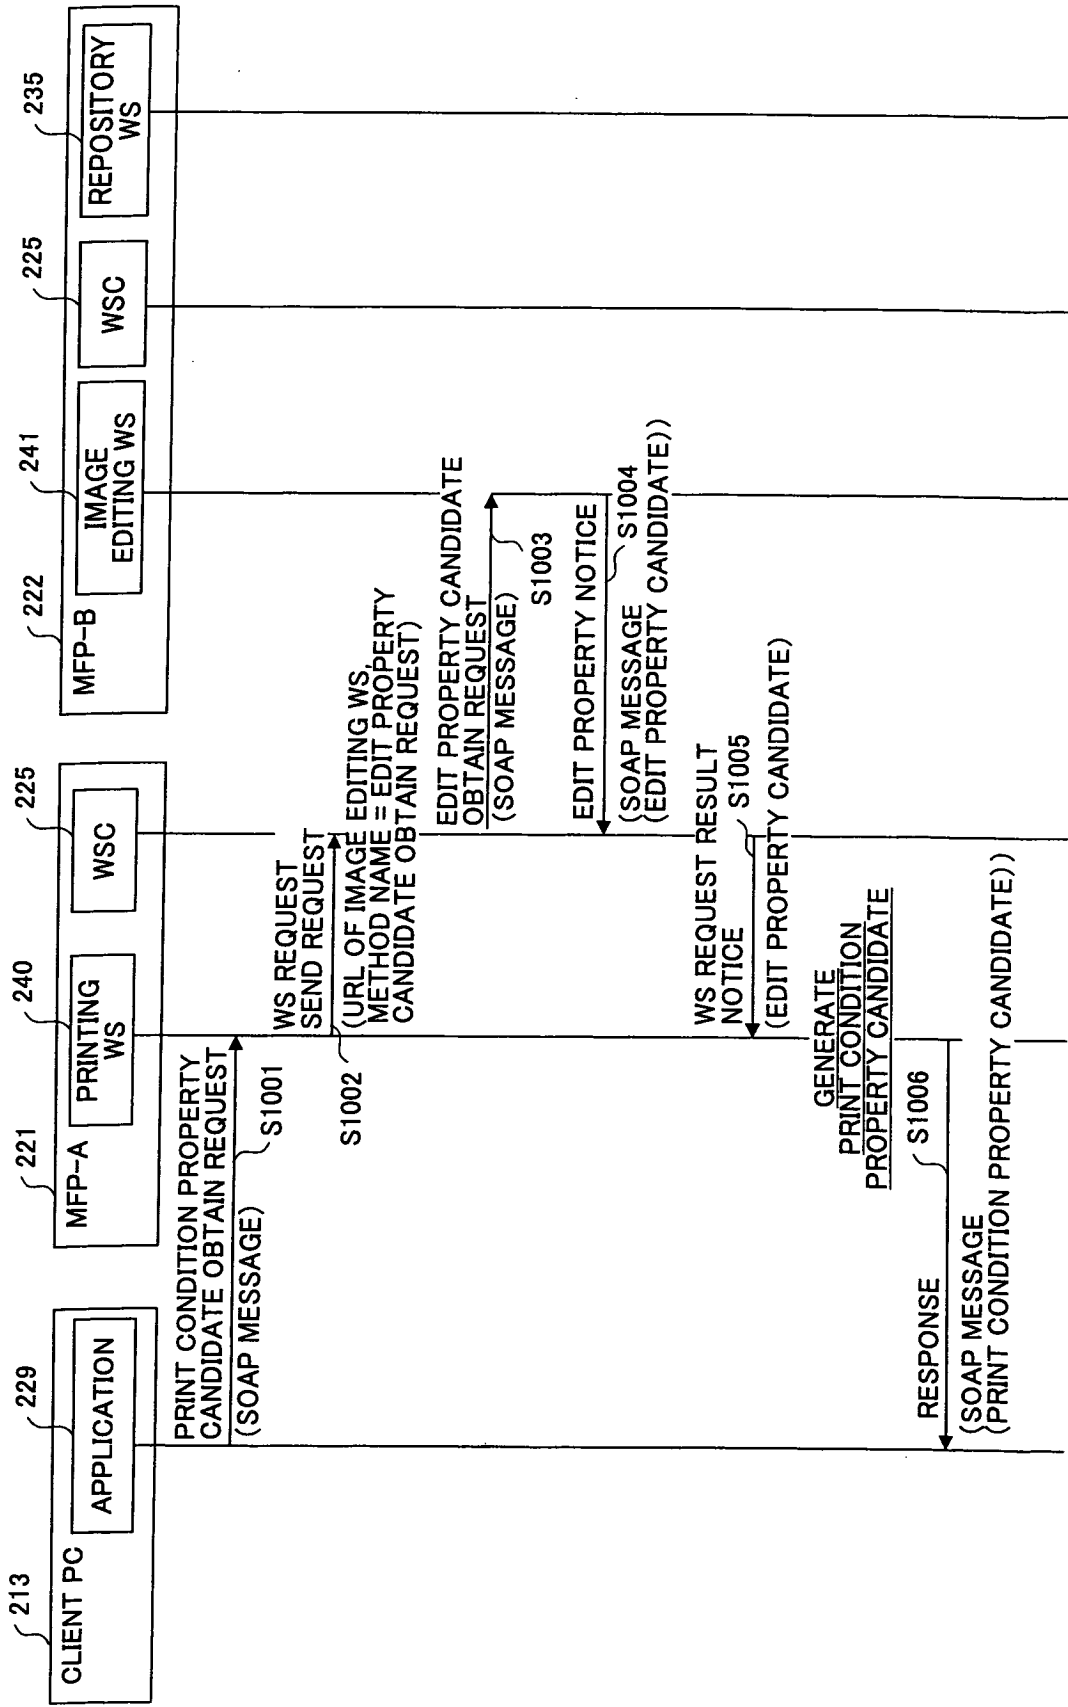 213
CLIENT PC
229
APPLICATION
221
MFP-A
240
PRINTING
WS
225
WSC
222
MFP-B
241
IMAGE
EDITING WS
225
WSC
235
REPOSITORY
WS
PRINT CONDITION PROPERTY
CANDIDATE OBTAIN REQUEST
(SOAP MESSAGE)
S1001
WS REQUEST
SEND REQUEST
S1002
(URL OF IMAGE EDITING WS,
METHOD NAME = EDIT PROPERTY
CANDIDATE OBTAIN REQUEST)
EDIT PROPERTY CANDIDATE
OBTAIN REQUEST
(SOAP MESSAGE)
S1003
EDIT PROPERTY NOTICE
S1004
(SOAP MESSAGE
(EDIT PROPERTY CANDIDATE))
WS REQUEST RESULT
NOTICE
S1005
(EDIT PROPERTY CANDIDATE)
GENERATE
PRINT CONDITION
PROPERTY CANDIDATE
RESPONSE
S1006
(SOAP MESSAGE
(PRINT CONDITION PROPERTY CANDIDATE))